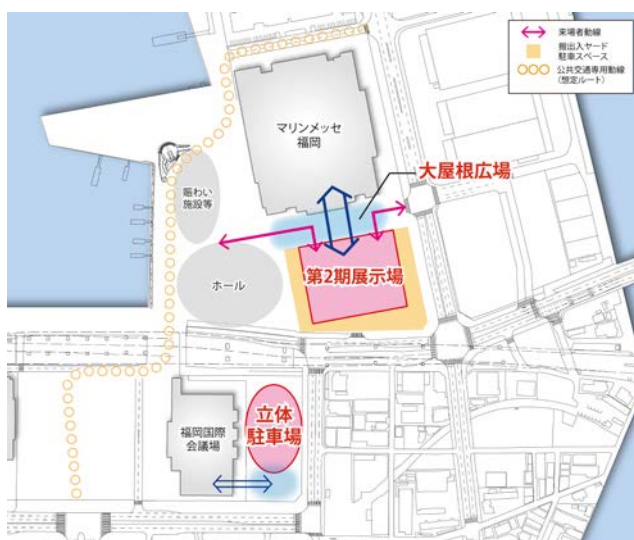 来場者動線
搬出入ヤード
駐車スペース
公共交通専用動線
(想定ルート)
マリンメッセ
福岡
大屋根広場
賑わい
施設等
第2期展示場
ホール
立体
駐車場
福岡国際
会議場